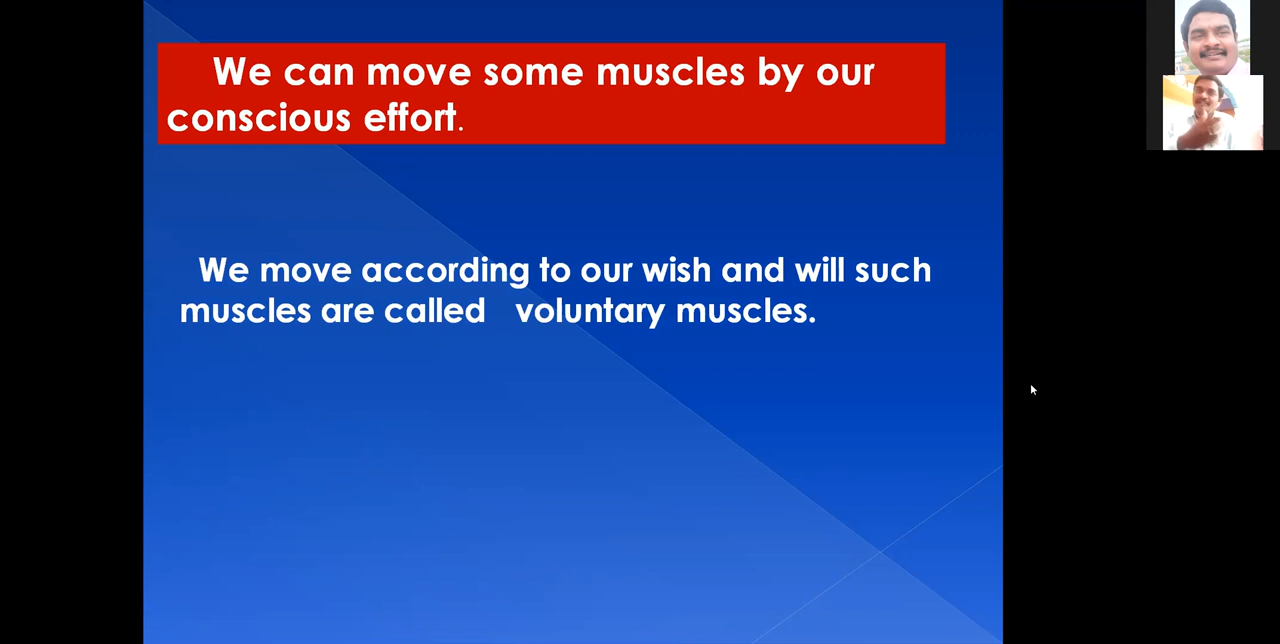 We can move some muscles by our
conscious effort.
We move according to our wish and will such
muscles are called voluntary muscles.